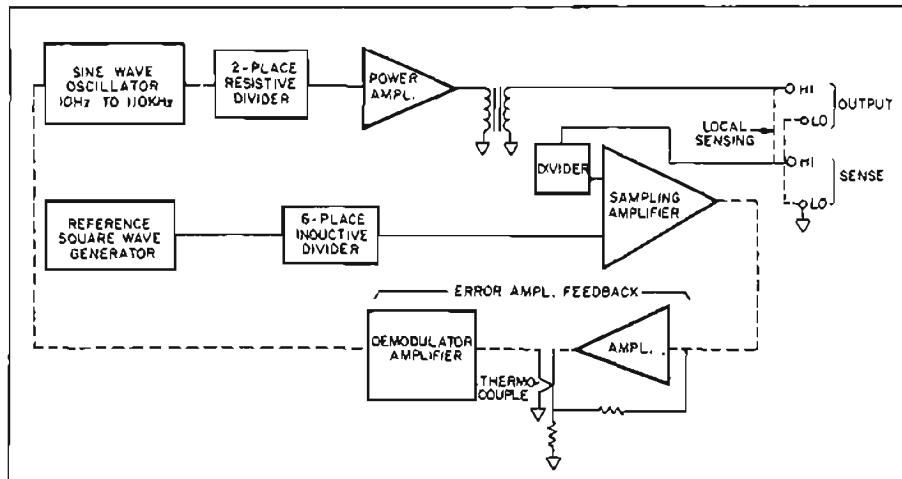 SINE WAVE
OSCILLATOR
10HZ TO 110KHZ
2-PLACE
RESISTIVE
DIVIDER
POWER
AMPL.
HI
LO
OUTPUT
LOCAL
SENSING
HI
LO
SENSE
DIVIDER
SAMPLING
AMPLIFIER
REFERENCE
SQUARE WAVE
GENERATOR
6-PLACE
INDUCTIVE
DIVIDER
ERROR AMPL. FEEDBACK
DEMODULATOR
AMPLIFIER
THERMO
COUPLE
AMPL.